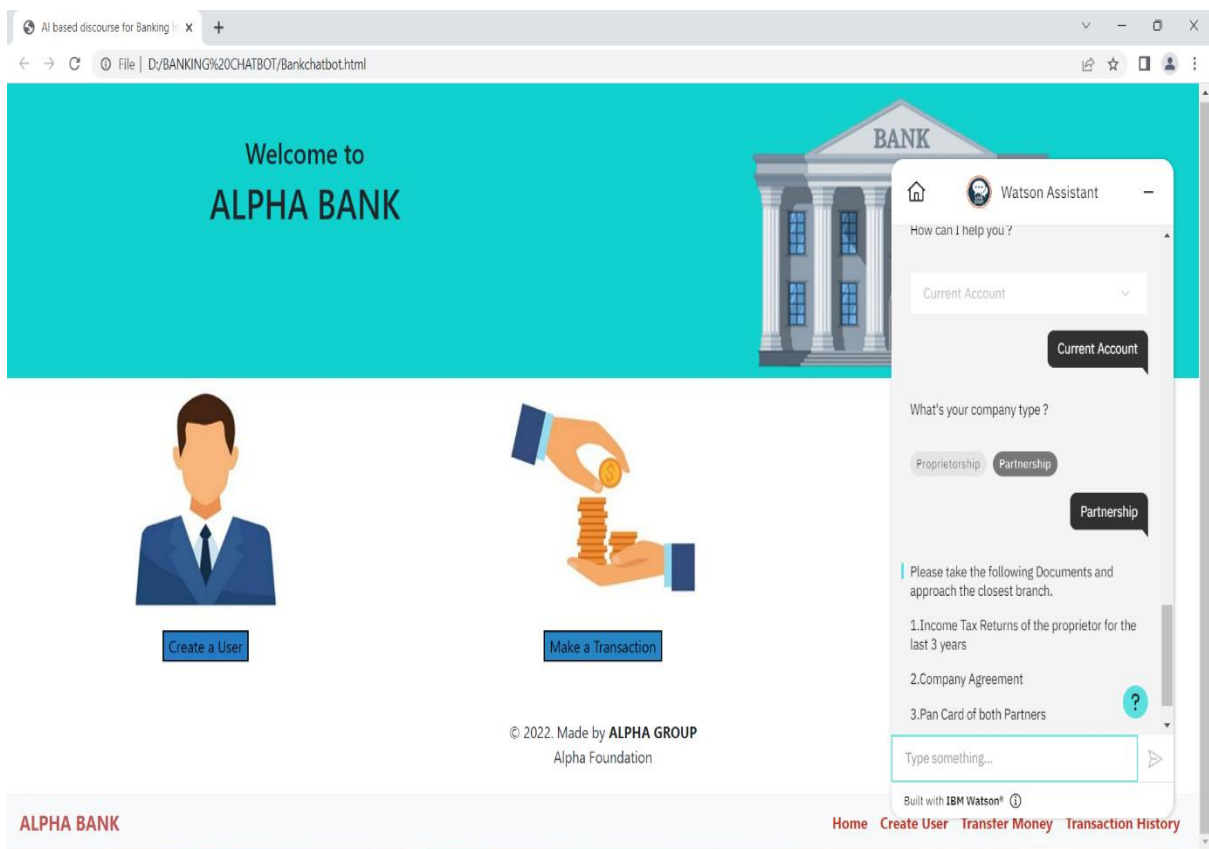 AI based discourse for Banking In
File | D:/BANKING%20CHATBOT/Bankchatbot.html
Welcome to
ALPHA BANK
BANK
Watson Assistant
How can I help you ?
Current Account
Current Account
What's your company type ?
Proprietorship Partnership
Partnership
Please take the following Documents and
approach the closest branch.
1.Income Tax Returns of the proprietor for the
last 3 years
2.Company Agreement
3.Pan Card of both Partners
?
Type something...
Built with IBM Watson®
Create a User
Make a Transaction
© 2022. Made by ALPHA GROUP
Alpha Foundation
ALPHA BANK
Home Create User Transfer Money Transaction History